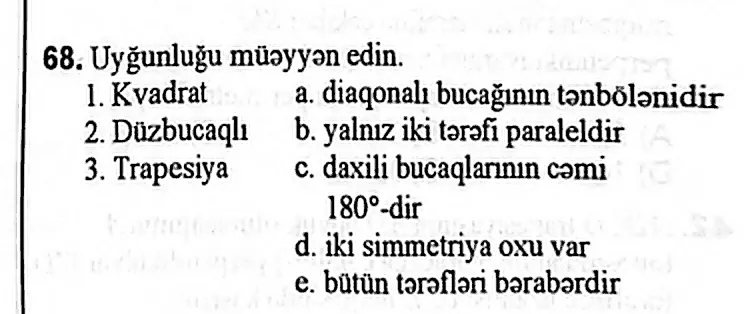 68. Uyğunluğu müəyyən edin.
1. Kvadrat a. diaqonalı bucağının tənbölənidir
2. Düzbucaqlı b. yalnız iki tərəfi paraleldir
3. Trapesiya c. daxili bucaqlarının cəmi
180°-dir
d. iki simmetriya oxu var
e. bütün tərəfləri bərabərdir